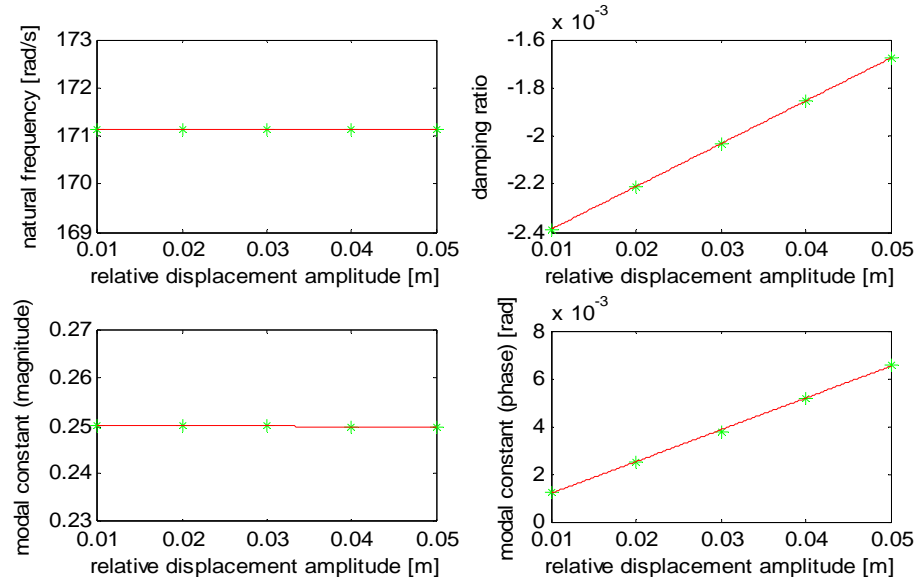 173
172
171
170
169
natural frequency [rad/s]
0.01 0.02 0.03 0.04 0.05
relative displacement amplitude [m]
x 10^-3
-1.6
-1.8
-2
-2.2
-2.4
damping ratio
0.01 0.02 0.03 0.04 0.05
relative displacement amplitude [m]
0.27
0.26
0.25
0.24
0.23
modal constant (magnitude)
0.01 0.02 0.03 0.04 0.05
relative displacement amplitude [m]
x 10^-3
8
6
4
2
0
modal constant (phase) [rad]
0.01 0.02 0.03 0.04 0.05
relative displacement amplitude [m]